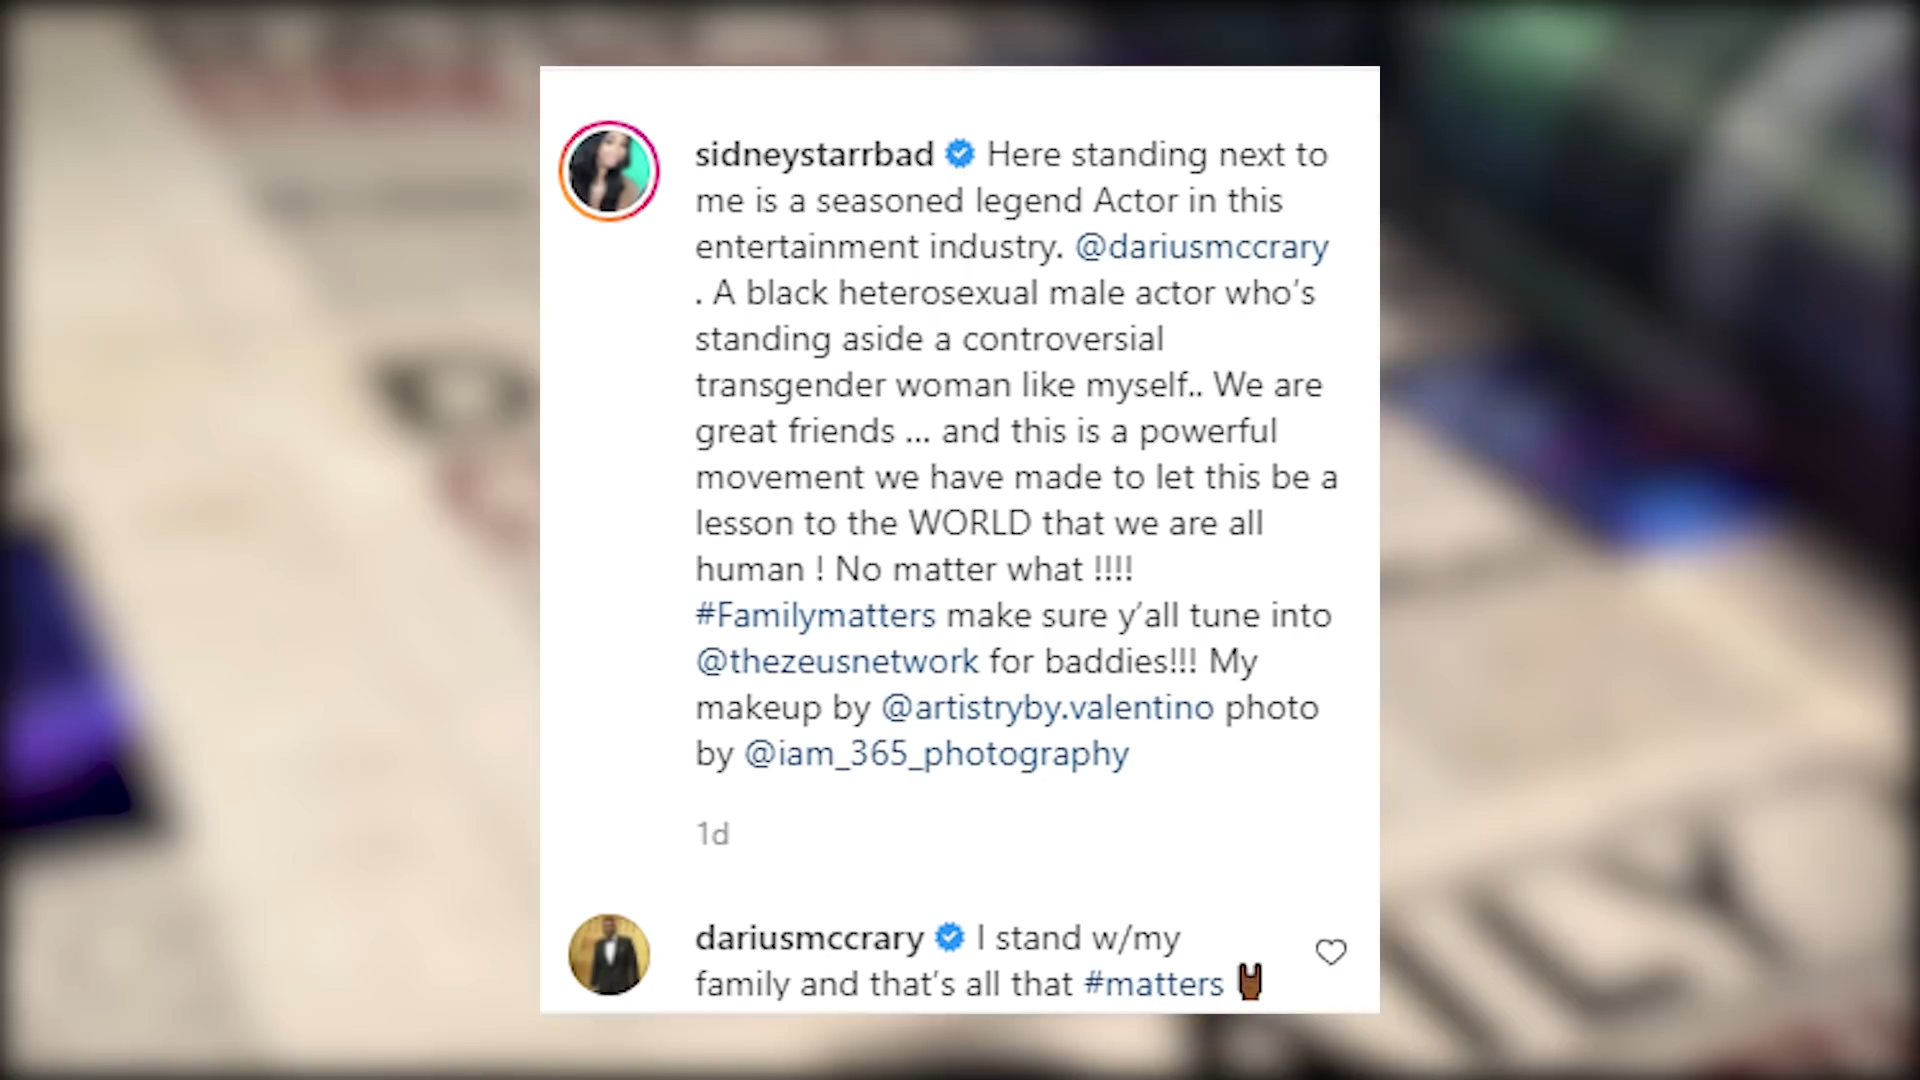 sidneystarrbad Here standing next to
me is a seasoned legend Actor in this
entertainment industry. @dariusmccrary
. A black heterosexual male actor who's
standing aside a controversial
transgender woman like myself.. We are
great friends ... and this is a powerful
movement we have made to let this be a
lesson to the WORLD that we are all
human ! No matter what !!!!
#Familymatters make sure y'all tune into
@thezeusnetwork for baddies!!! My
makeup by @artistryby.valentino photo
by @iam_365_photography
1d
dariusmccrary I stand w/my
family and that's all that #matters